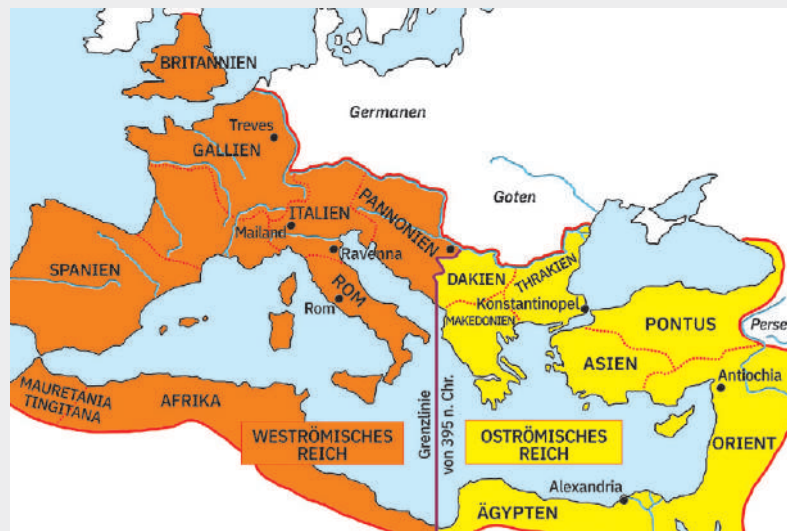 BRITANNIEN
Germanen
Treves
GALLIEN
Goten
PANNONIEN
ITALIEN
Mailand
Ravenna
SPANIEN
DAKIEN
THRAKIEN
ROM
Rom
Konstantinopel
MAKEDONIEN
PONTUS
Perse
ASIEN
Antiochia
MAURETANIA
TINGITANA
AFRIKA
Grenzlinie
von 395 n. Chr.
WESTRÖMISCHES
REICH
OSTRÖMISCHES
REICH
ORIENT
Alexandria
ÄGYPTEN